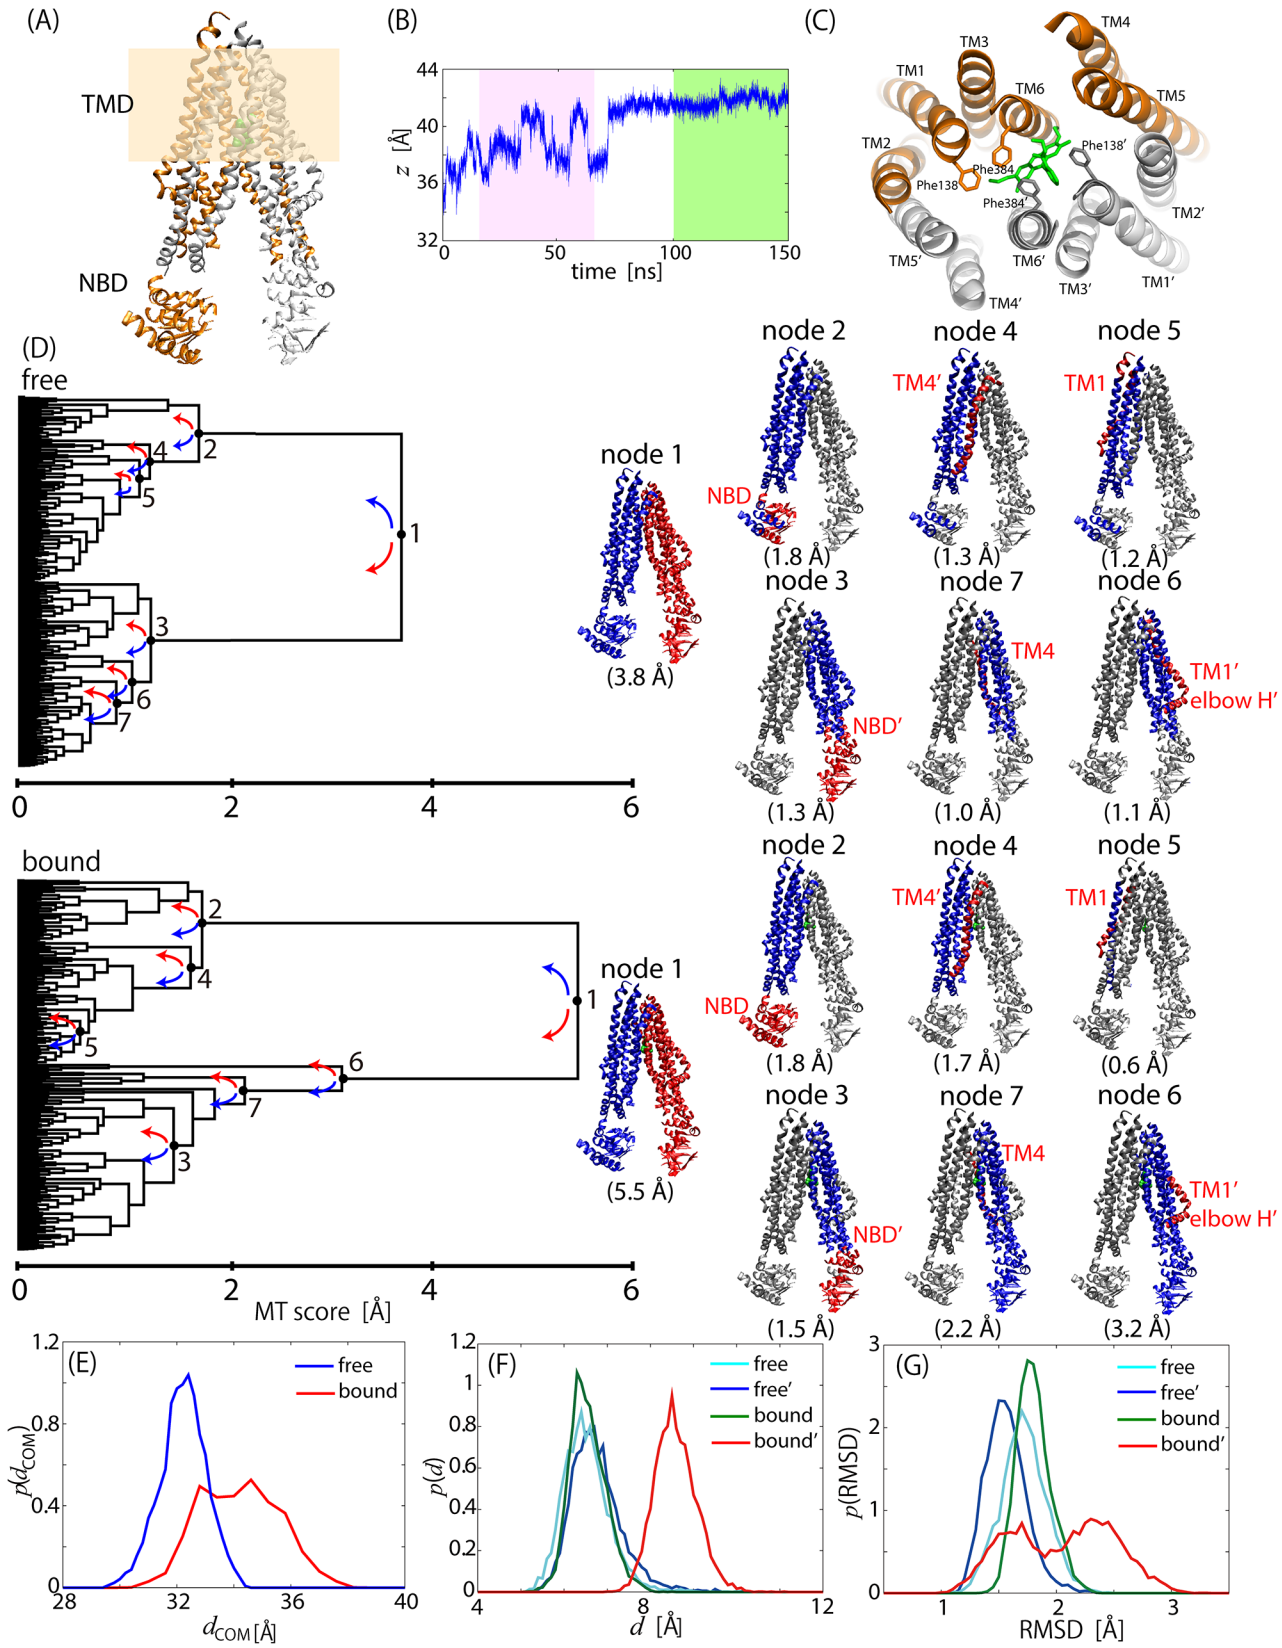 (A)
TMD
NBD
(B)
44
40
36
32
z [Å]
0
50
100
150
time [ns]
(C)
TM4
TM3
TM1
TM6
TM5
TM2
Phe138′
Phe384
Phe138
Phe384′
TM2′
TM5′
TM6′
TM3′
TM1′
TM4′
(D)
free
2
4
5
1
3
6
7
0
2
4
6
node 1
(3.8 Å)
node 2
NBD
(1.8 Å)
node 4
TM4′
(1.3 Å)
node 5
TM1
(1.2 Å)
node 3
NBD′
(1.3 Å)
node 7
TM4
(1.0 Å)
node 6
TM1′
elbow H′
(1.1 Å)
bound
2
4
5
1
6
7
3
0
2
4
6
MT score [Å]
node 1
(5.5 Å)
node 2
NBD
(1.8 Å)
node 4
TM4′
(1.7 Å)
node 5
TM1
(0.6 Å)
node 3
NBD′
(1.5 Å)
node 7
TM4
(2.2 Å)
node 6
TM1′
elbow H′
(3.2 Å)
(E)
1.2
0.8
0.4
0
p(dCOM)
free
bound
28
32
36
40
dCOM [Å]
(F)
1.2
1
0.8
0.6
0.4
0.2
0
p(d)
free
free′
bound
bound′
4
6
8
12
d [Å]
(G)
3
2
1
0
p(RMSD)
free
free′
bound
bound′
1
2
3
RMSD [Å]